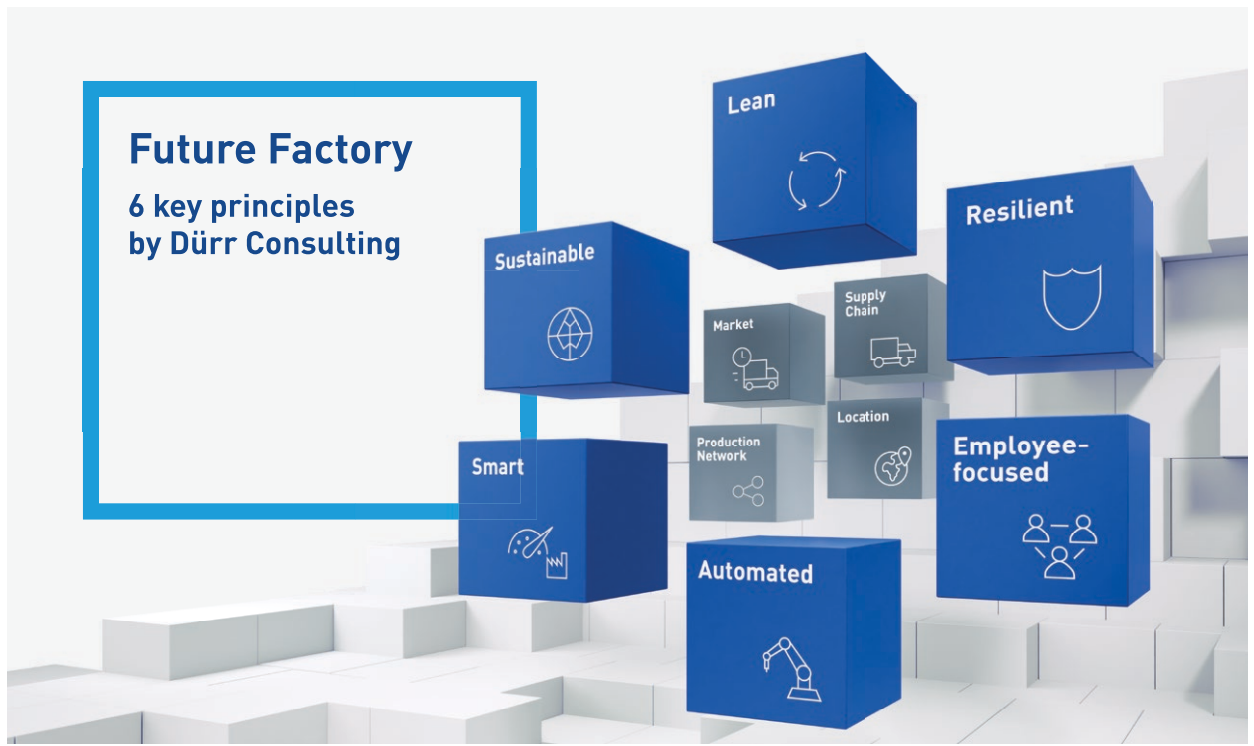 Future Factory
6 key principles
by Dürr Consulting
Lean
Resilient
Sustainable
Supply
Chain
Market
Location
Production
Network
Employee-
focused
Smart
Automated